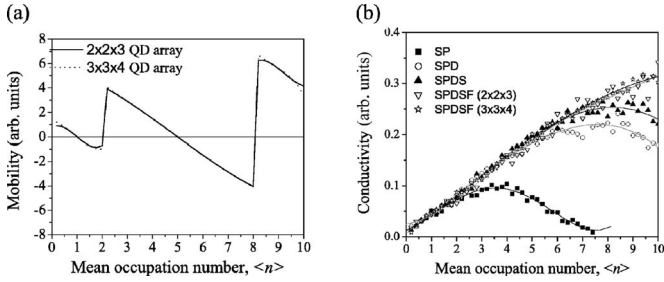 (a)
8
6
4
2
0
-2
-4
-6
-8
0 1 2 3 4 5 6 7 8 9 10
Mobility (arb. units)
Mean occupation number, <n>
2x2x3 QD array
3x3x4 QD array
(b)
0.4
0.3
0.2
0.1
0.0
0 1 2 3 4 5 6 7 8 9 10
Conductivity (arb. units)
Mean occupation number, <n>
SP
SPD
SPDS
SPDSF (2x2x3)
SPDSF (3x3x4)